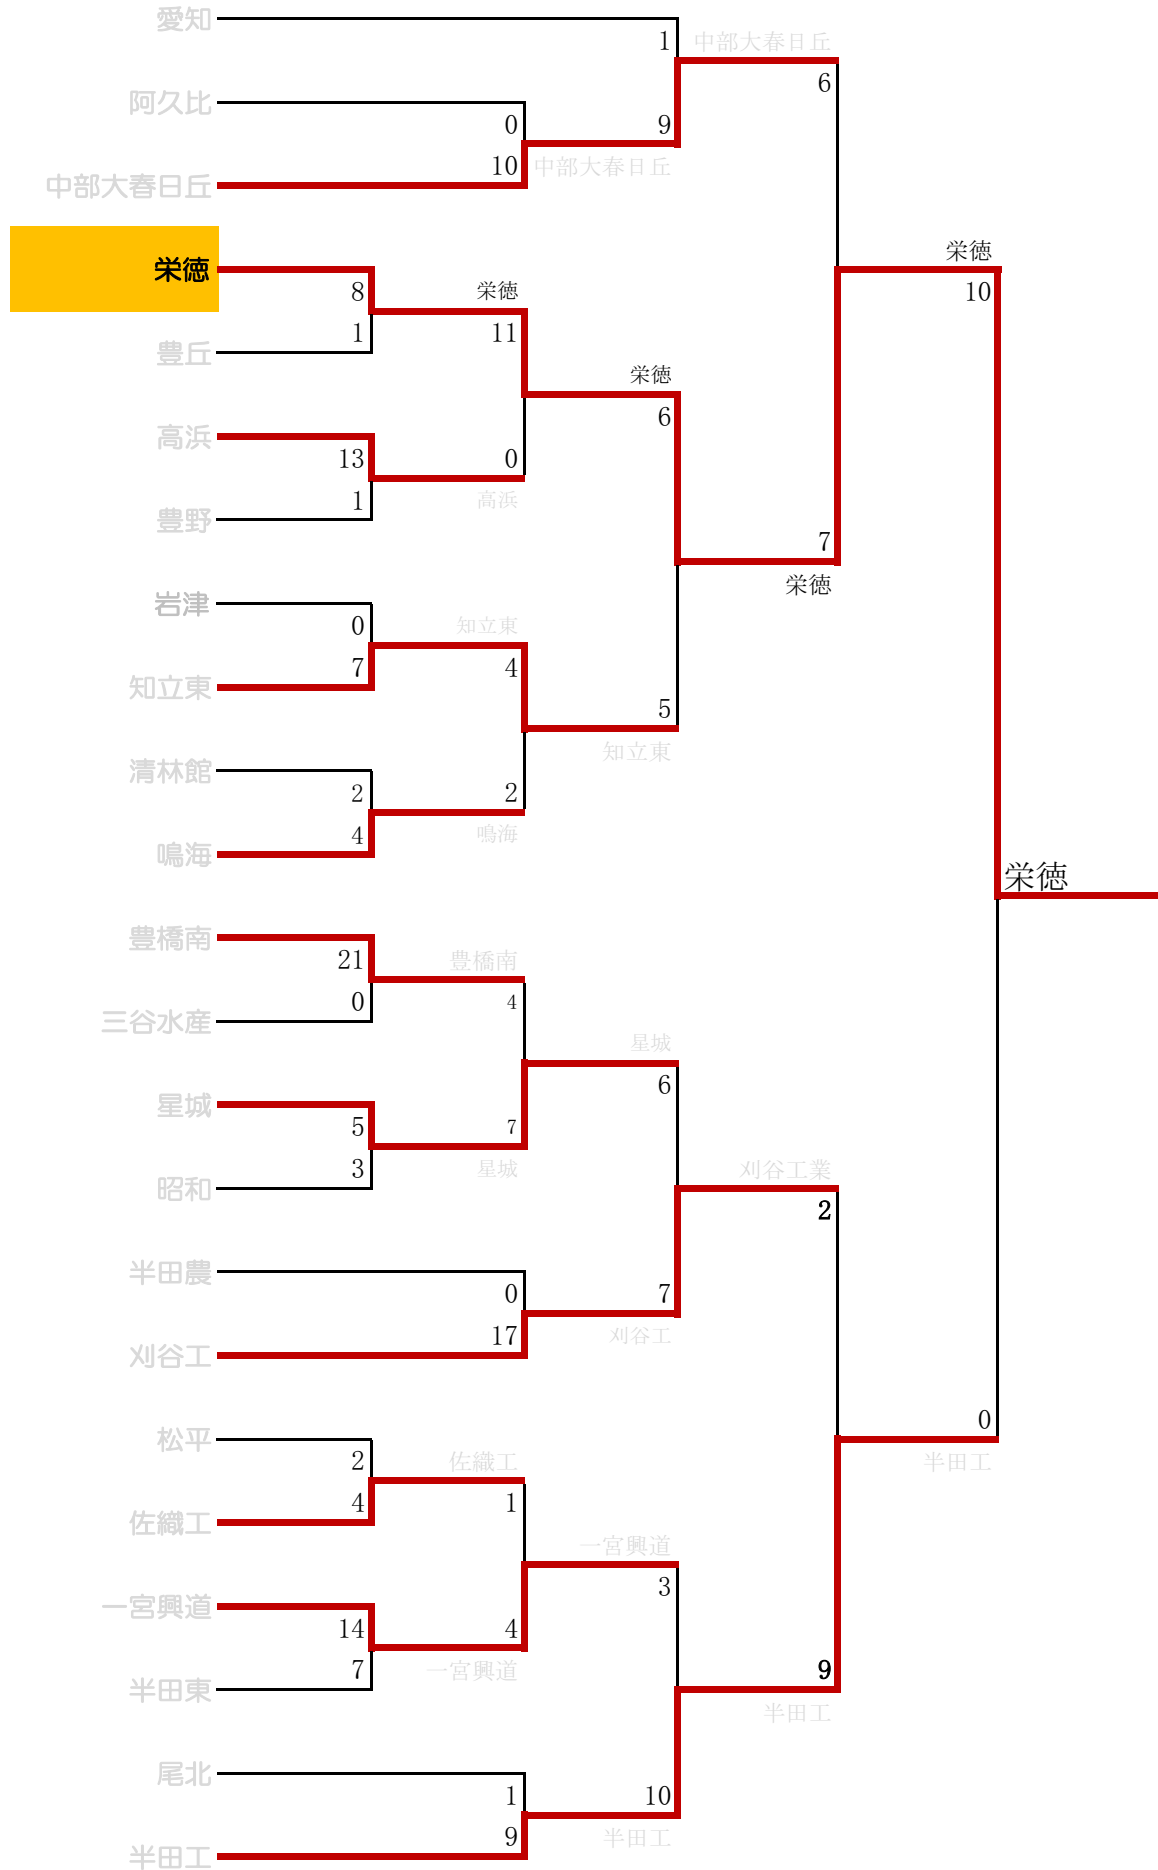 愛知
1
中部大春日丘
6
阿久比
0
9
10
中部大春日丘
中部大春日丘
栄徳
栄徳
8
栄徳
10
1
11
豊丘
栄徳
6
高浜
13
0
1
高浜
豊野
7
栄徳
岩津
0
知立東
7
4
知立東
5
知立東
清林館
2
2
4
鳴海
鳴海
栄徳
豊橋南
21
豊橋南
0
4
三谷水産
星城
6
星城
5
7
3
星城
昭和
刈谷工業
2
半田農
0
7
17
刈谷工
刈谷工
0
松平
2
佐織工
半田工
4
1
佐織工
一宮興道
3
一宮興道
14
4
7
一宮興道
9
半田東
半田工
尾北
1
10
9
半田工
半田工